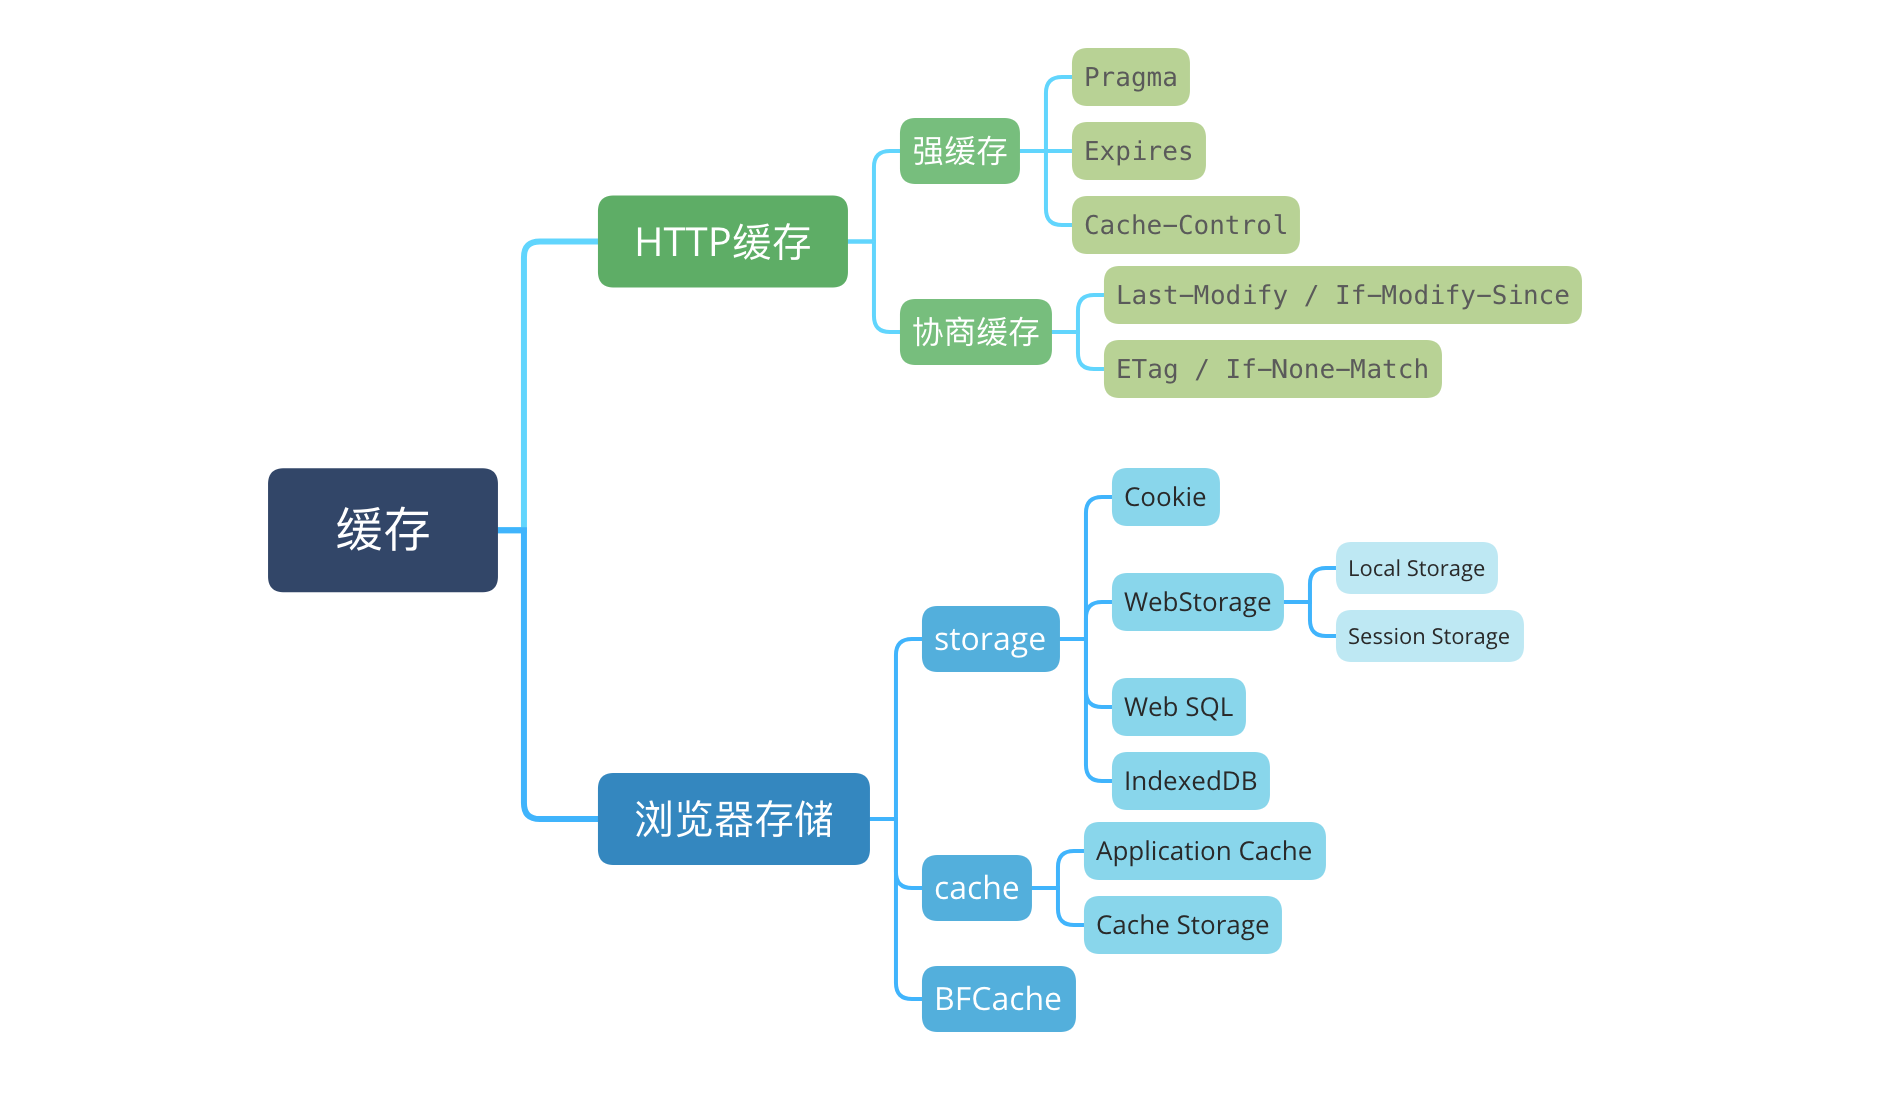 缓存
HTTP缓存
强缓存
Pragma
Expires
Cache-Control
协商缓存
Last-Modify / If-Modify-Since
ETag / If-None-Match
浏览器存储
storage
Cookie
WebStorage
Local Storage
Session Storage
Web SQL
IndexedDB
cache
Application Cache
Cache Storage
BFCache